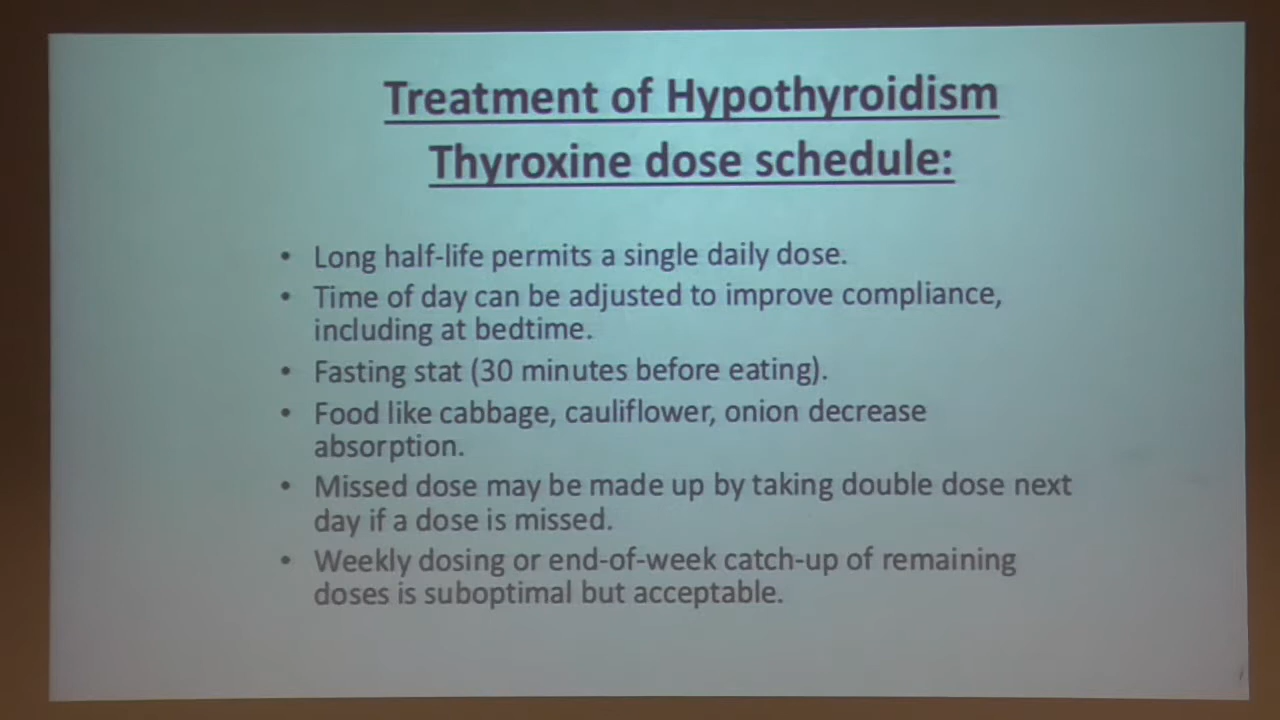 Treatment of Hypothyroidism
Thyroxine dose schedule:
• Long half-life permits a single daily dose.
• Time of day can be adjusted to improve compliance,
including at bedtime.
• Fasting stat (30 minutes before eating).
• Food like cabbage, cauliflower, onion decrease
absorption.
• Missed dose may be made up by taking double dose next
day if a dose is missed.
• Weekly dosing or end-of-week catch-up of remaining
doses is suboptimal but acceptable.